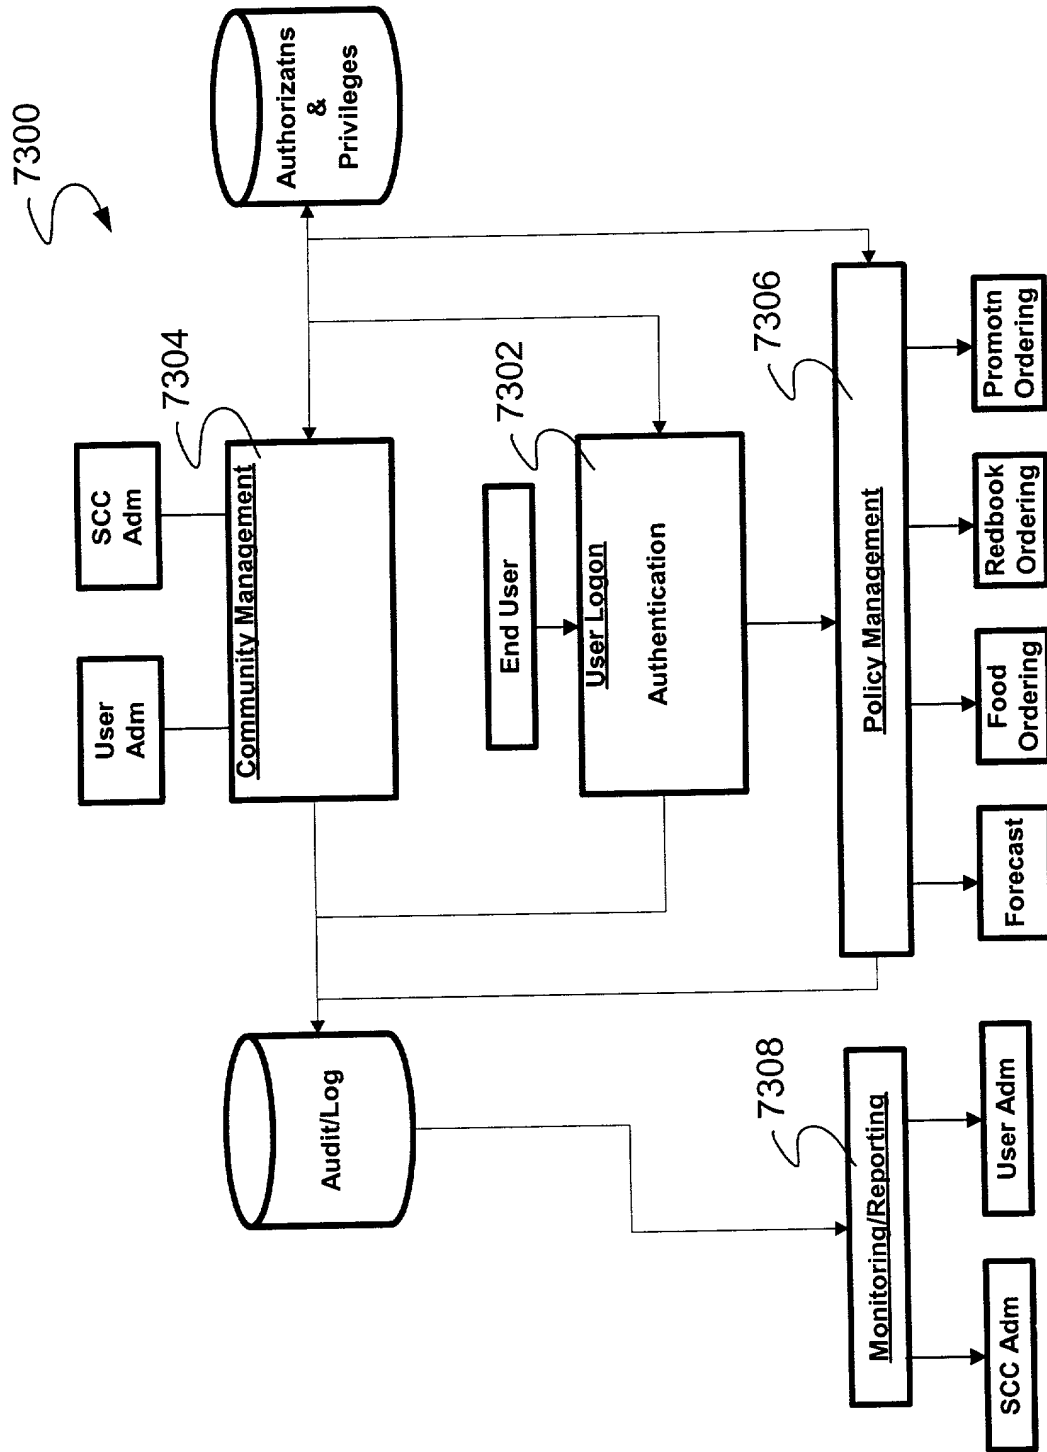 7300
User
Adm
SCC
Adm
7304
Community Management
Authorizatns
&
Privileges
Audit/Log
End User
7302
User Logon
Authentication
7306
Policy Management
7308
Monitoring/Reporting
SCC Adm
User Adm
Forecast
Food
Ordering
Redbook
Ordering
Promotn
Ordering